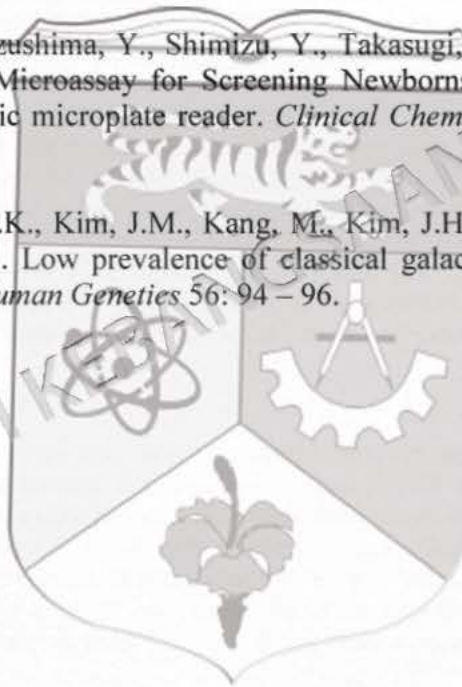 zushima, Y., Shimizu, Y., Takasugi,
Microassay for Screening Newborns
ic microplate reader. Clinical Chem
.K., Kim, J.M., Kang, M., Kim, J.H
. Low prevalence of classical galac
uman Genetics 56: 94 – 96.
KEBANGSAAN